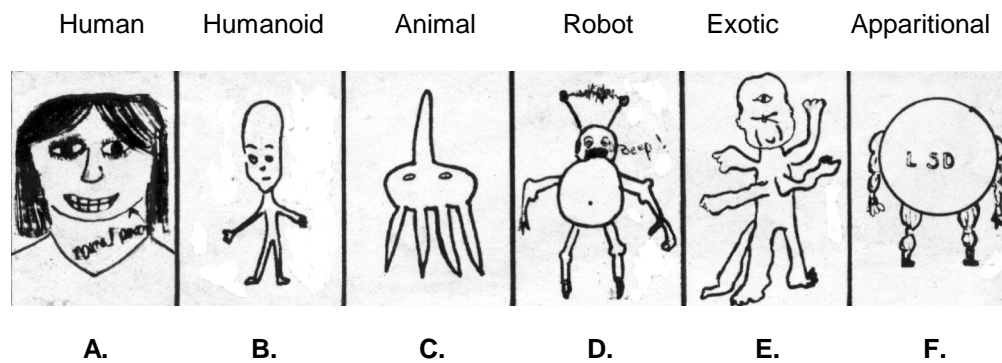 Human Humanoid Animal Robot Exotic Apparitional
Beep!
LSD
A. B. C. D. E. F.